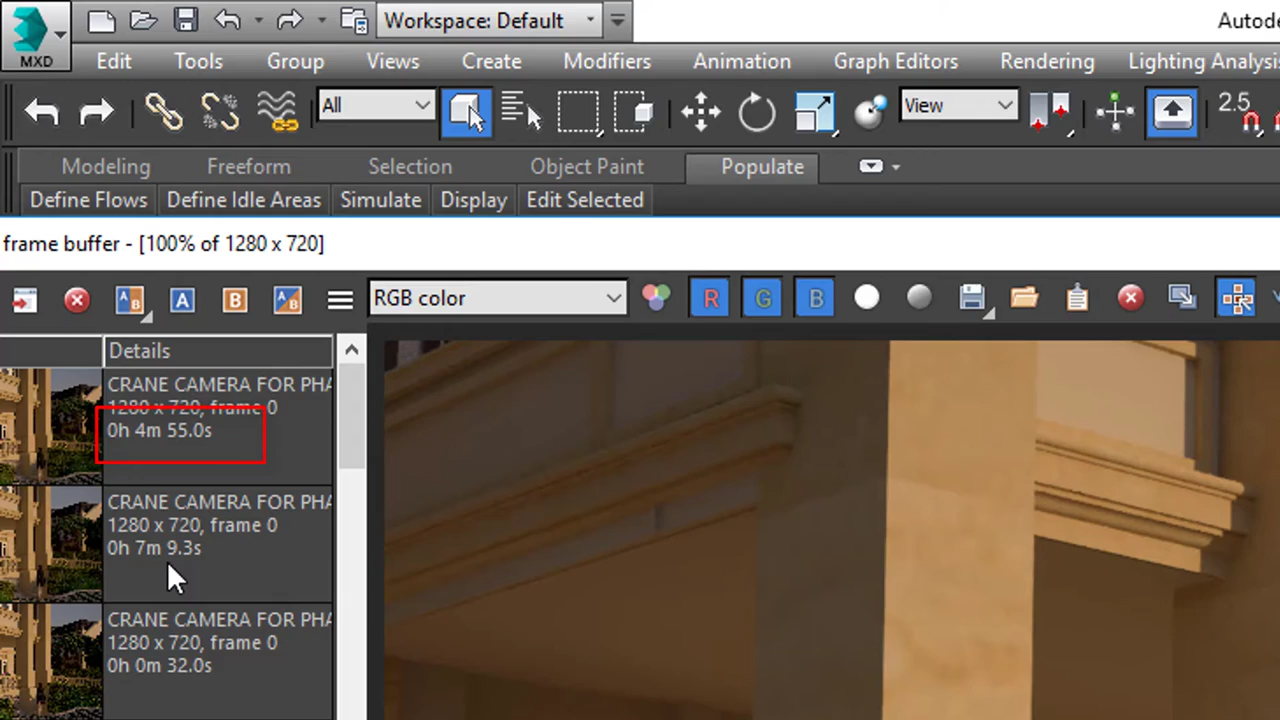 Workspace: Default
Autode
MXD
Edit Tools Group Views Create Modifiers Animation Graph Editors Rendering Lighting Analysis
All
View
2.5
Modeling Freeform Selection Object Paint Populate
Define Flows Define Idle Areas Simulate Display Edit Selected
frame buffer - [100% of 1280 x 720]
A B A B A B RGB color R G B
Details
CRANE CAMERA FOR PHA
1280 x 720, frame 0
0h 4m 55.0s
CRANE CAMERA FOR PHA
1280 x 720, frame 0
0h 7m 9.3s
CRANE CAMERA FOR PHA
1280 x 720, frame 0
0h 0m 32.0s